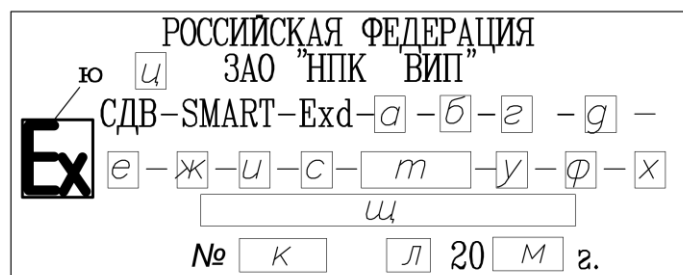 РОССИЙСКАЯ ФЕДЕРАЦИЯ
ю ц ЗАО "НПК ВИП"
СДВ-SMART-Exd-а-б-г-д-
Ex е-ж-и-с-т-у-ф-х
щ
№ к л 20 м г.